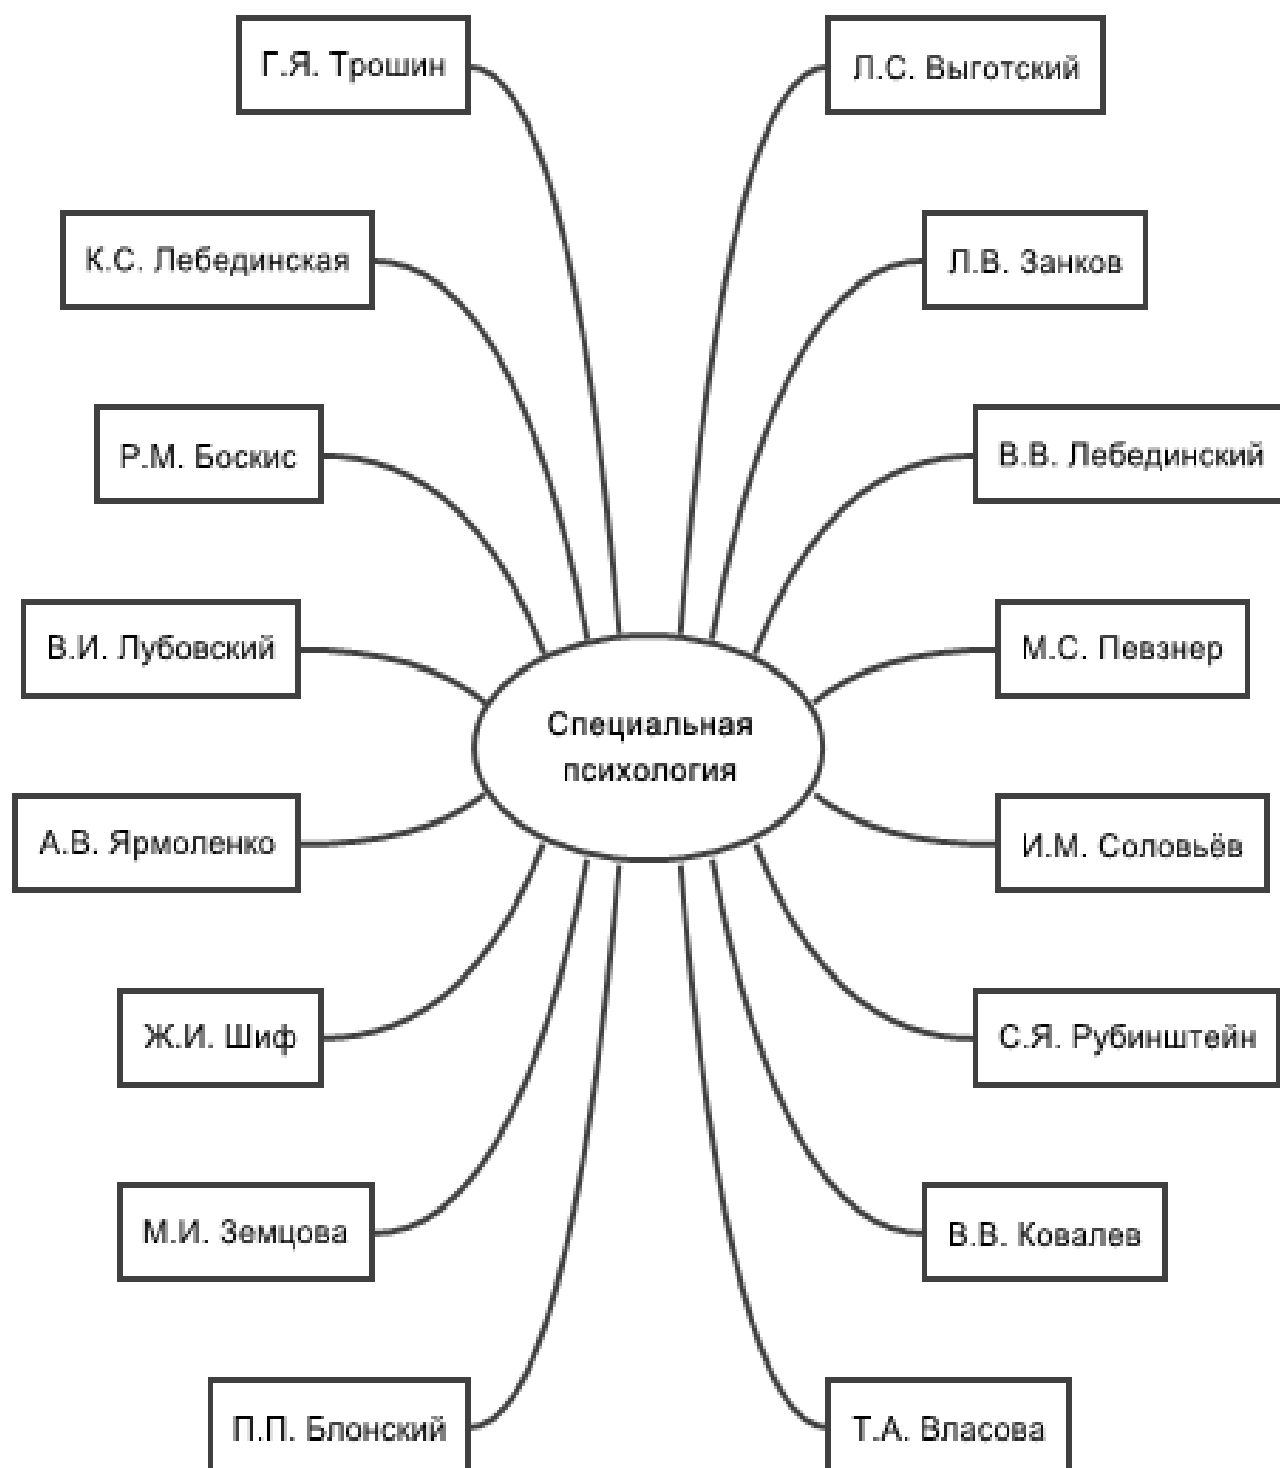 Г.Я. Трошин
Л.С. Выготский
К.С. Лебединская
Л.В. Занков
Р.М. Боскис
В.В. Лебединский
В.И. Лубовский
М.С. Певзнер
Специальная
психология
А.В. Ярмоленко
И.М. Соловьёв
Ж.И. Шиф
С.Я. Рубинштейн
М.И. Земцова
В.В. Ковалев
П.П. Блонский
Т.А. Власова